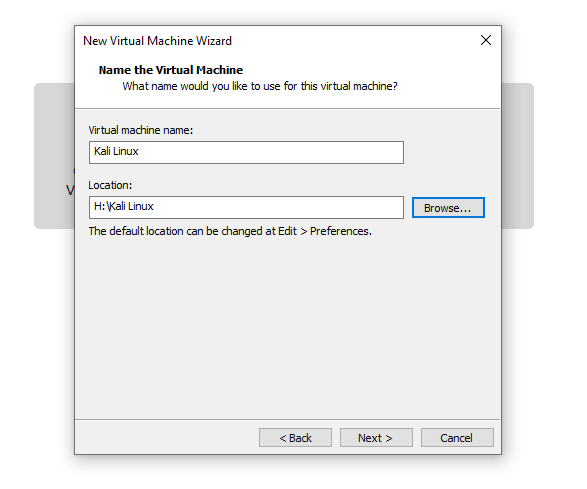 New Virtual Machine Wizard
Name the Virtual Machine
What name would you like to use for this virtual machine?
Virtual machine name:
Kali Linux
Location:
H:\Kali Linux
Browse...
The default location can be changed at Edit > Preferences.
< Back
Next >
Cancel